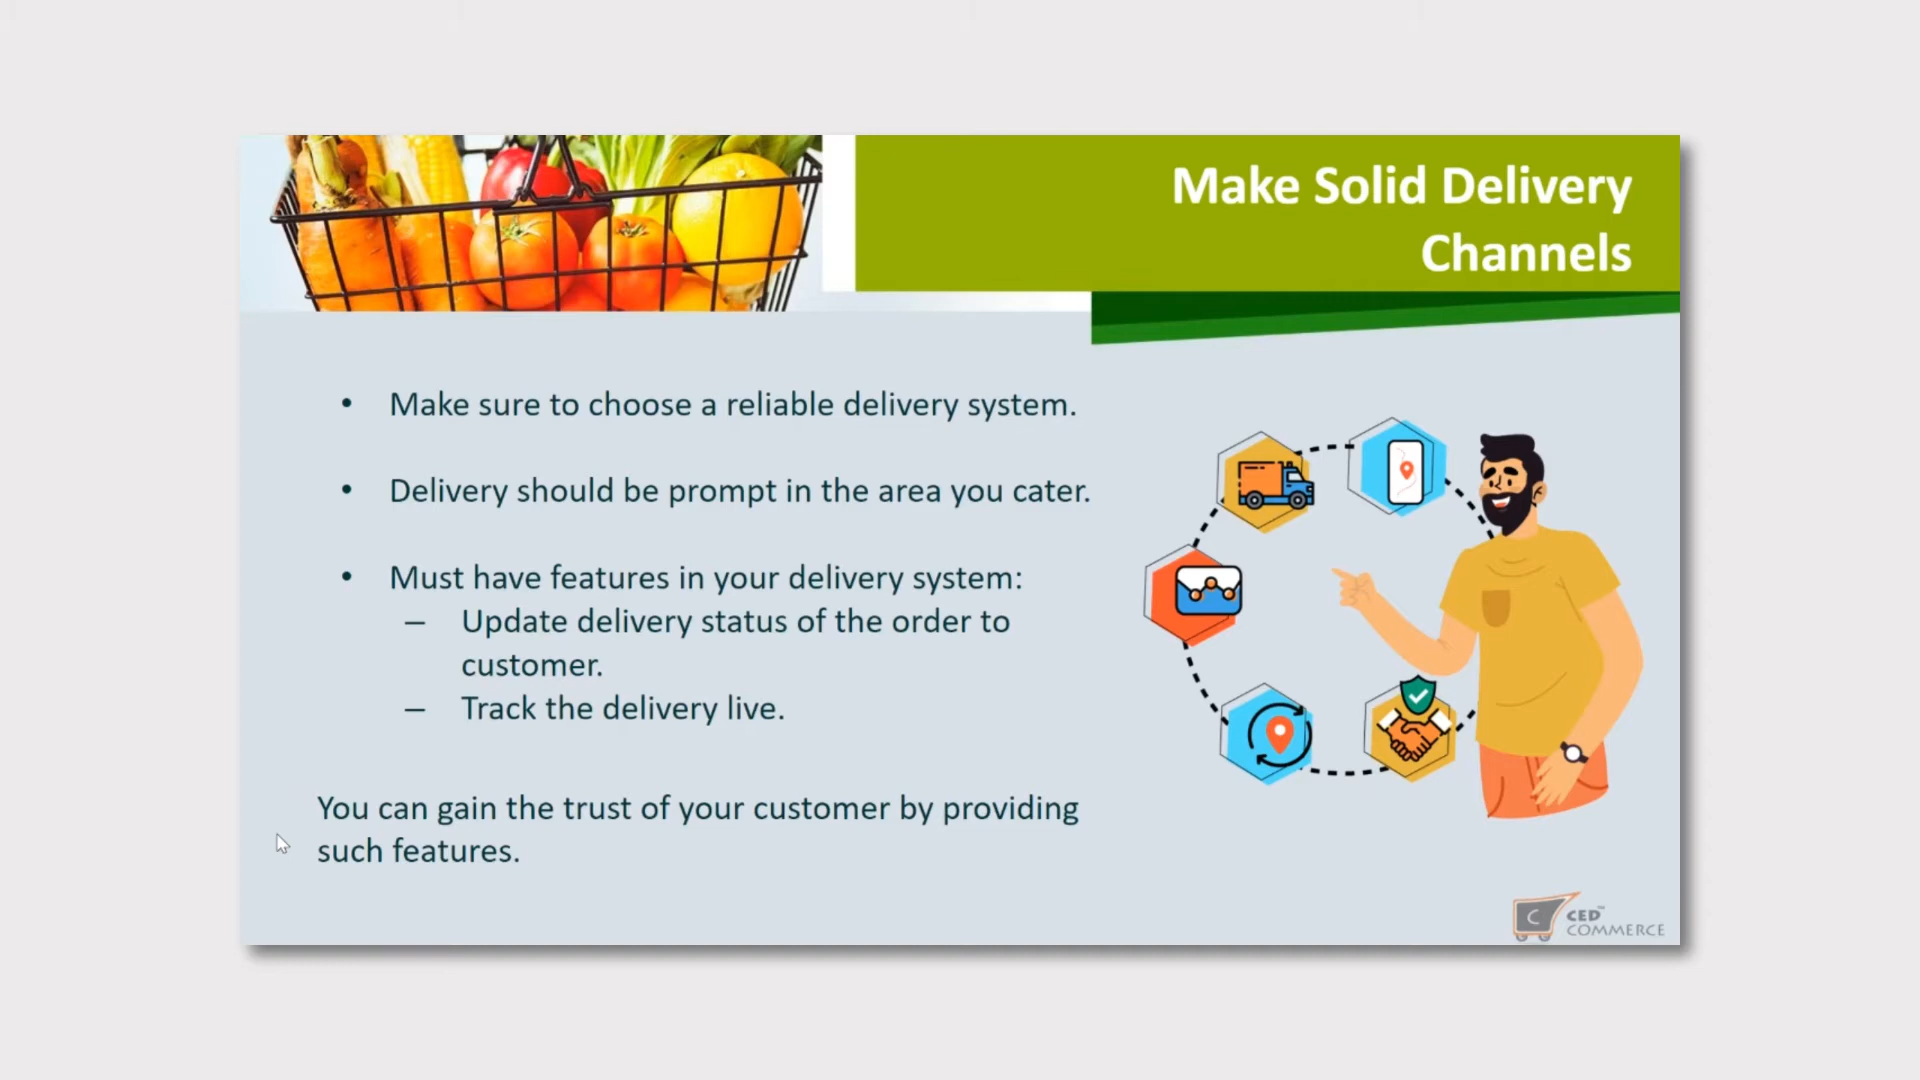 Make Solid Delivery
Channels
• Make sure to choose a reliable delivery system.
• Delivery should be prompt in the area you cater.
• Must have features in your delivery system:
– Update delivery status of the order to
customer.
– Track the delivery live.
You can gain the trust of your customer by providing
such features.
C
CED™
COMMERCE